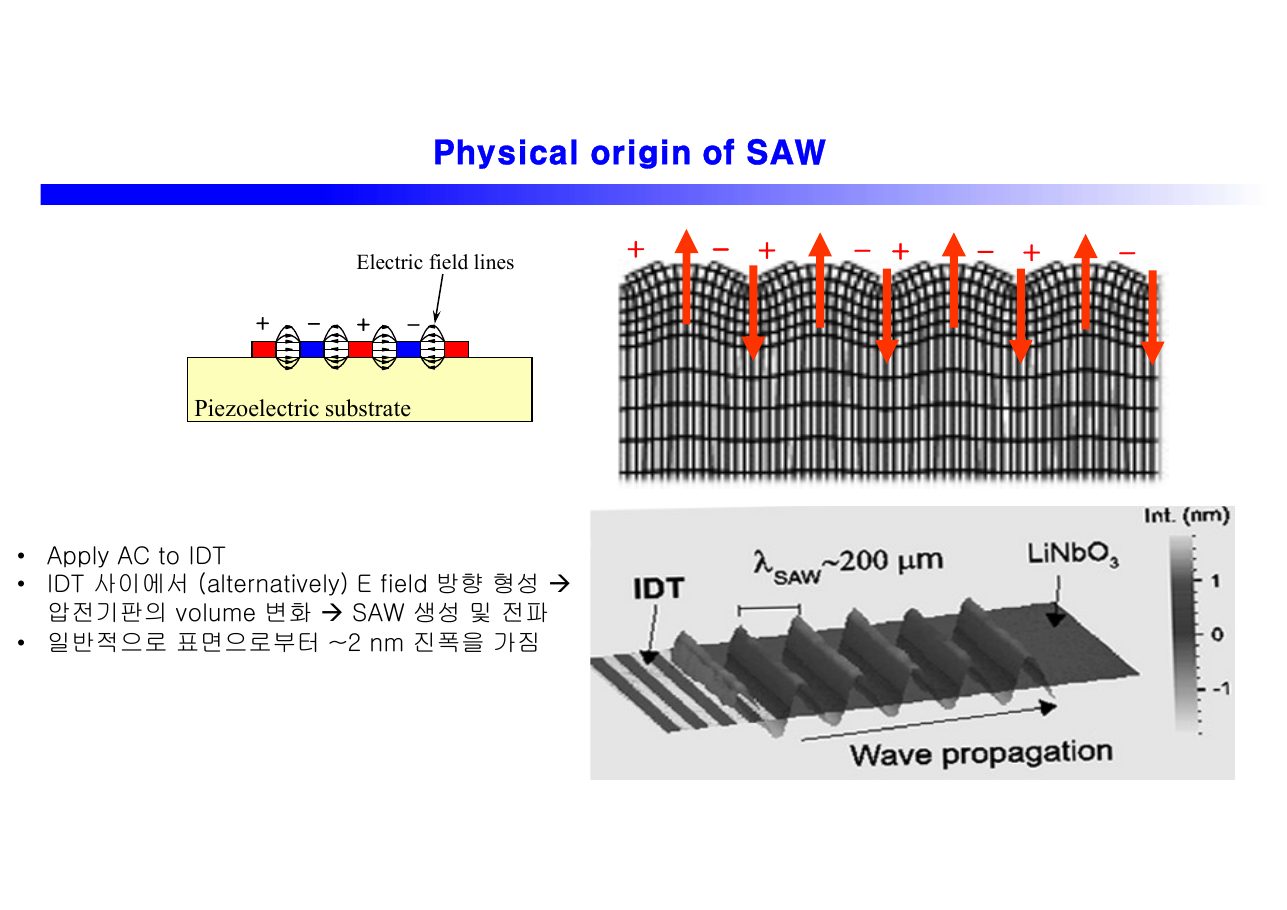 Physical origin of SAW
Electric field lines
+ − + −
Piezoelectric substrate
+ − + − + − + −
• Apply AC to IDT
• IDT 사이에서 (alternatively) E field 방향 형성 →
압전기판의 volume 변화 → SAW 생성 및 전파
• 일반적으로 표면으로부터 ~2 nm 진폭을 가짐
Int. (nm)
λSAW~200 μm
LiNbO3
IDT
1
0
-1
Wave propagation